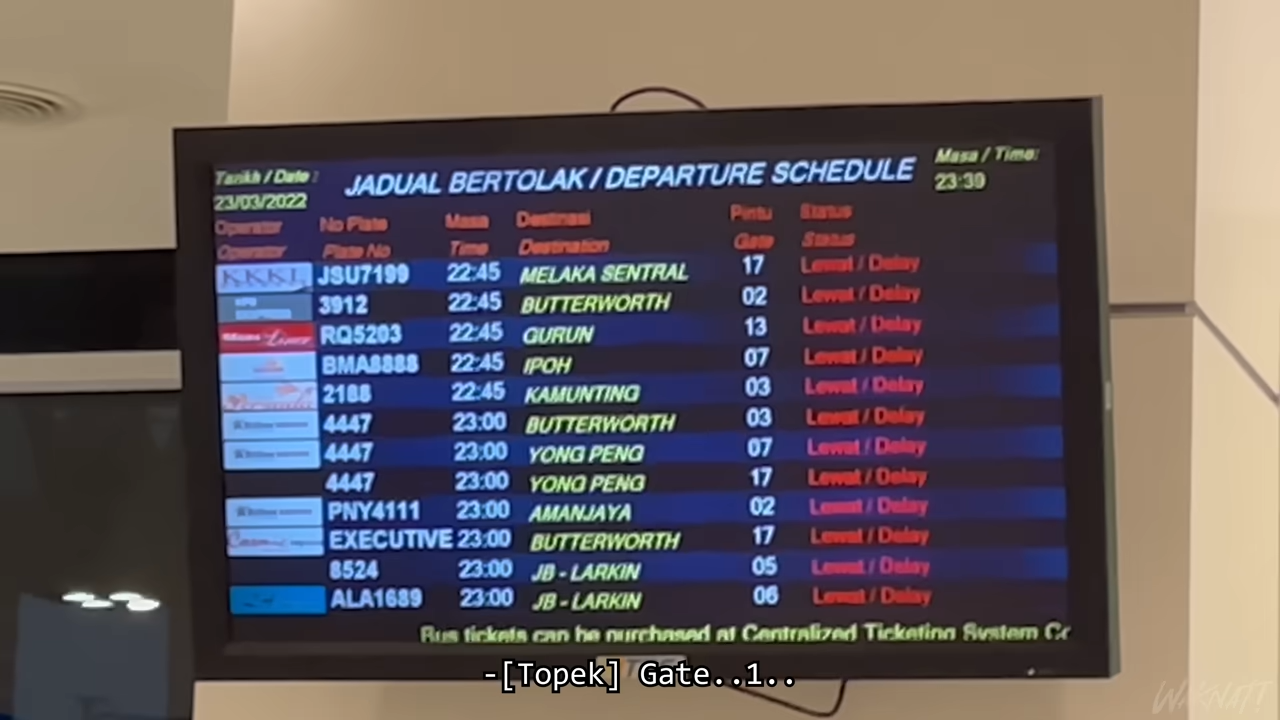 Tarikh / Date :
JADUAL BERTOLAK / DEPARTURE SCHEDULE
Masa / Time:
23/03/2022
23:39
Operator No Plate Masa Destinasi Pintu Status
Operator Plate No Time Destination Gate Status
KKKL JSU7199 22:45 MELAKA SENTRAL 17 Lewat / Delay
3912 22:45 BUTTERWORTH 02 Lewat / Delay
Liner RQ5203 22:45 GURUN 13 Lewat / Delay
BMA8888 22:45 IPOH 07 Lewat / Delay
2188 22:45 KAMUNTING 03 Lewat / Delay
4447 23:00 BUTTERWORTH 03 Lewat / Delay
4447 23:00 YONG PENG 07 Lewat / Delay
4447 23:00 YONG PENG 17 Lewat / Delay
PNY4111 23:00 AMANJAYA 02 Lewat / Delay
EXECUTIVE 23:00 BUTTERWORTH 17 Lewat / Delay
8524 23:00 JB - LARKIN 05 Lewat / Delay
ALA1689 23:00 JB - LARKIN 06 Lewat / Delay
Bus tickets can be purchased at Centralized Ticketing System
-[Topek] Gate..1..
WAKNATI